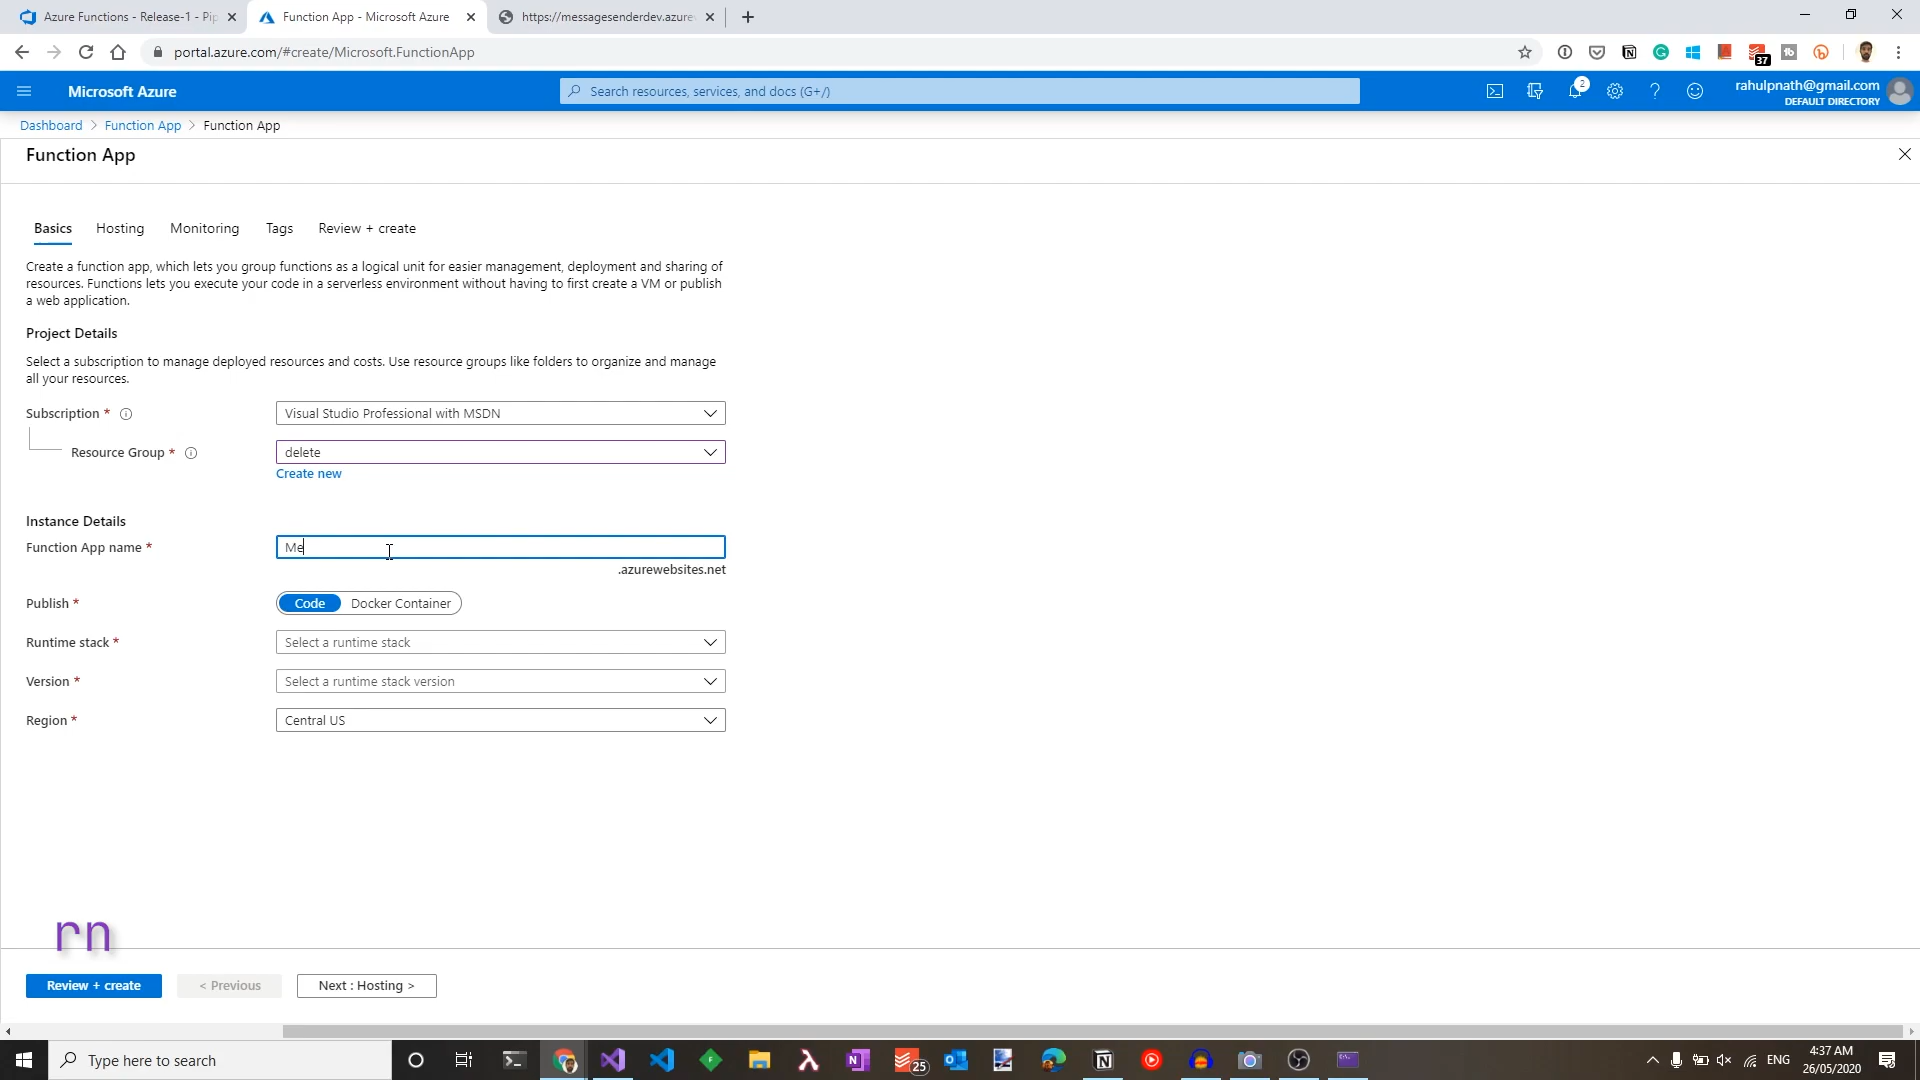 Azure Functions - Release-1 - Pip
Function App - Microsoft Azure
https://messagesenderdev.azurew
portal.azure.com/#create/Microsoft.FunctionApp
37
Microsoft Azure
Search resources, services, and docs (G+/)
2
rahulpnath@gmail.com
DEFAULT DIRECTORY
Dashboard > Function App > Function App
Function App
Basics Hosting Monitoring Tags Review + create
Create a function app, which lets you group functions as a logical unit for easier management, deployment and sharing of
resources. Functions lets you execute your code in a serverless environment without having to first create a VM or publish
a web application.
Project Details
Select a subscription to manage deployed resources and costs. Use resource groups like folders to organize and manage
all your resources.
Subscription * Visual Studio Professional with MSDN
Resource Group * delete
Create new
Instance Details
Function App name * Me
.azurewebsites.net
Publish * Code Docker Container
Runtime stack * Select a runtime stack
Version * Select a runtime stack version
Region * Central US
rn
Review + create < Previous Next : Hosting >
Type here to search
25
ENG
4:37 AM
26/05/2020